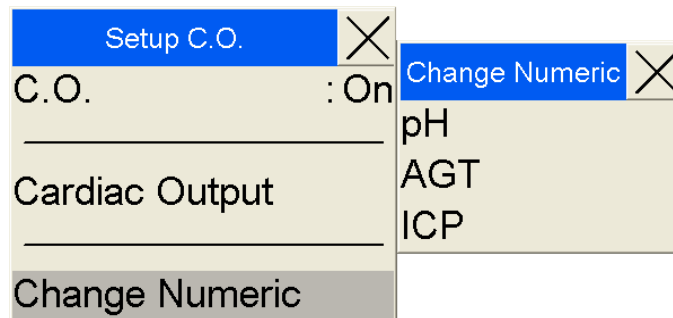 Setup C.O.
C.O. : On
Cardiac Output
Change Numeric
Change Numeric
pH
AGT
ICP